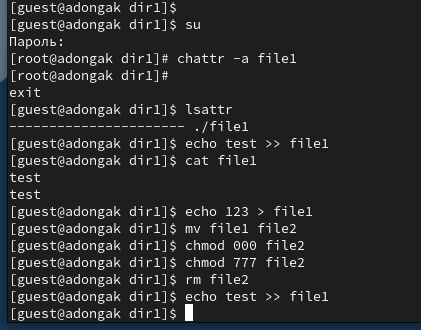 [guest@adongak dir1]$
[guest@adongak dir1]$ su
Пароль:
[root@adongak dir1]# chattr -a file1
[root@adongak dir1]#
exit
[guest@adongak dir1]$ lsattr
---------------------- ./file1
[guest@adongak dir1]$ echo test >> file1
[guest@adongak dir1]$ cat file1
test
test
[guest@adongak dir1]$ echo 123 > file1
[guest@adongak dir1]$ mv file1 file2
[guest@adongak dir1]$ chmod 000 file2
[guest@adongak dir1]$ chmod 777 file2
[guest@adongak dir1]$ rm file2
[guest@adongak dir1]$ echo test >> file1
[guest@adongak dir1]$